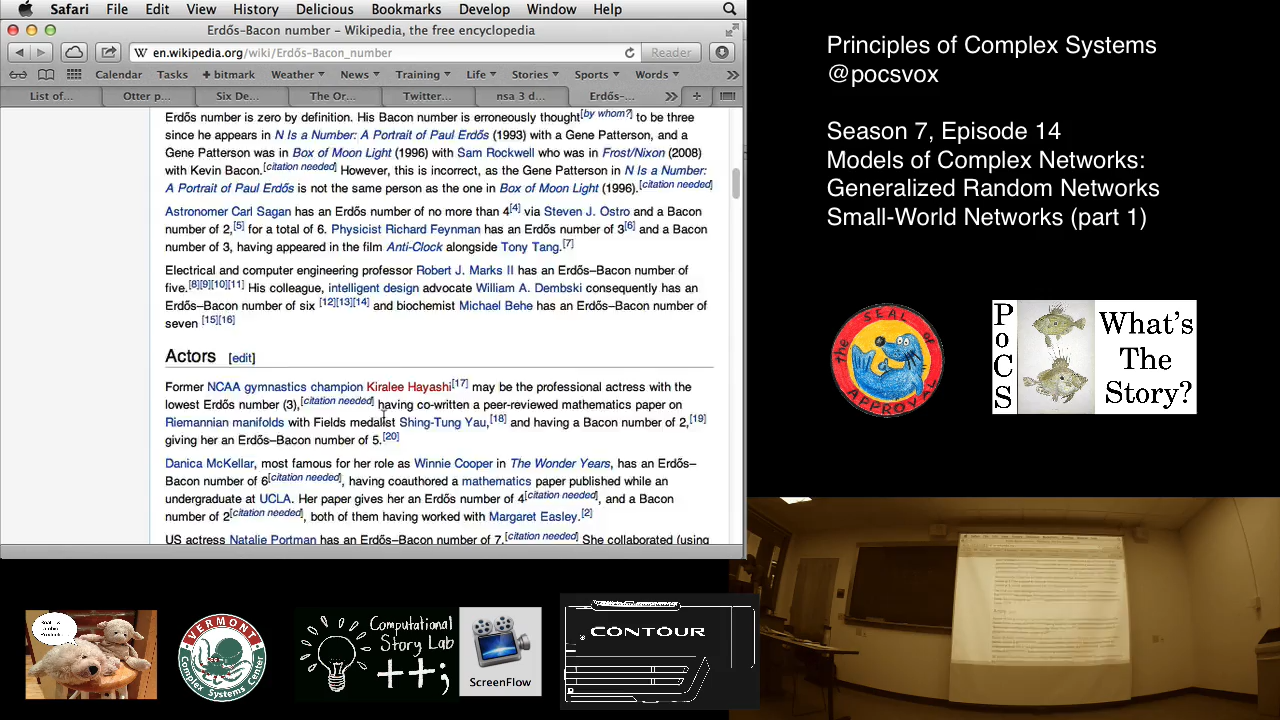 Safari File Edit View History Delicious Bookmarks Develop Window Help
Erdős-Bacon number – Wikipedia, the free encyclopedia
en.wikipedia.org/wiki/Erdős-Bacon_number
Reader
Calendar Tasks + bitmark Weather News Training Life Stories Sports Words
List of... Otter p... Six De... The Or... Twitter... nsa 3 d... Erdős-...
Erdős number is zero by definition. His Bacon number is erroneously thought[by whom?] to be three
since he appears in N Is a Number: A Portrait of Paul Erdős (1993) with a Gene Patterson, and a
Gene Patterson was in Box of Moon Light (1996) with Sam Rockwell who was in Frost/Nixon (2008)
with Kevin Bacon.[citation needed] However, this is incorrect, as the Gene Patterson in N Is a Number:
A Portrait of Paul Erdős is not the same person as the one in Box of Moon Light (1996).[citation needed]
Astronomer Carl Sagan has an Erdős number of no more than 4[4] via Steven J. Ostro and a Bacon
number of 2,[5] for a total of 6. Physicist Richard Feynman has an Erdős number of 3[6] and a Bacon
number of 3, having appeared in the film Anti-Clock alongside Tony Tang.[7]
Electrical and computer engineering professor Robert J. Marks II has an Erdős–Bacon number of
five.[8][9][10][11] His colleague, intelligent design advocate William A. Dembski consequently has an
Erdős–Bacon number of six [12][13][14] and biochemist Michael Behe has an Erdős–Bacon number of
seven [15][16]
Actors [edit]
Former NCAA gymnastics champion Kiralee Hayashi[17] may be the professional actress with the
lowest Erdős number (3),[citation needed] having co-written a peer-reviewed mathematics paper on
Riemannian manifolds with Fields medalist Shing-Tung Yau,[18] and having a Bacon number of 2,[19]
giving her an Erdős–Bacon number of 5.[20]
Danica McKellar, most famous for her role as Winnie Cooper in The Wonder Years, has an Erdős–
Bacon number of 6[citation needed], having coauthored a mathematics paper published while an
undergraduate at UCLA. Her paper gives her an Erdős number of 4[citation needed], and a Bacon
number of 2[citation needed], both of them having worked with Margaret Easley.[2]
US actress Natalie Portman has an Erdős–Bacon number of 7.[citation needed] She collaborated (using
Principles of Complex Systems
@pocsvox
Season 7, Episode 14
Models of Complex Networks:
Generalized Random Networks
Small-World Networks (part 1)
the SEAL of APPROVAL
PoCS
What's
The
Story?
VERMONT
Complex Systems Center
Computational
Story Lab
++;
ScreenFlow
CONTOUR